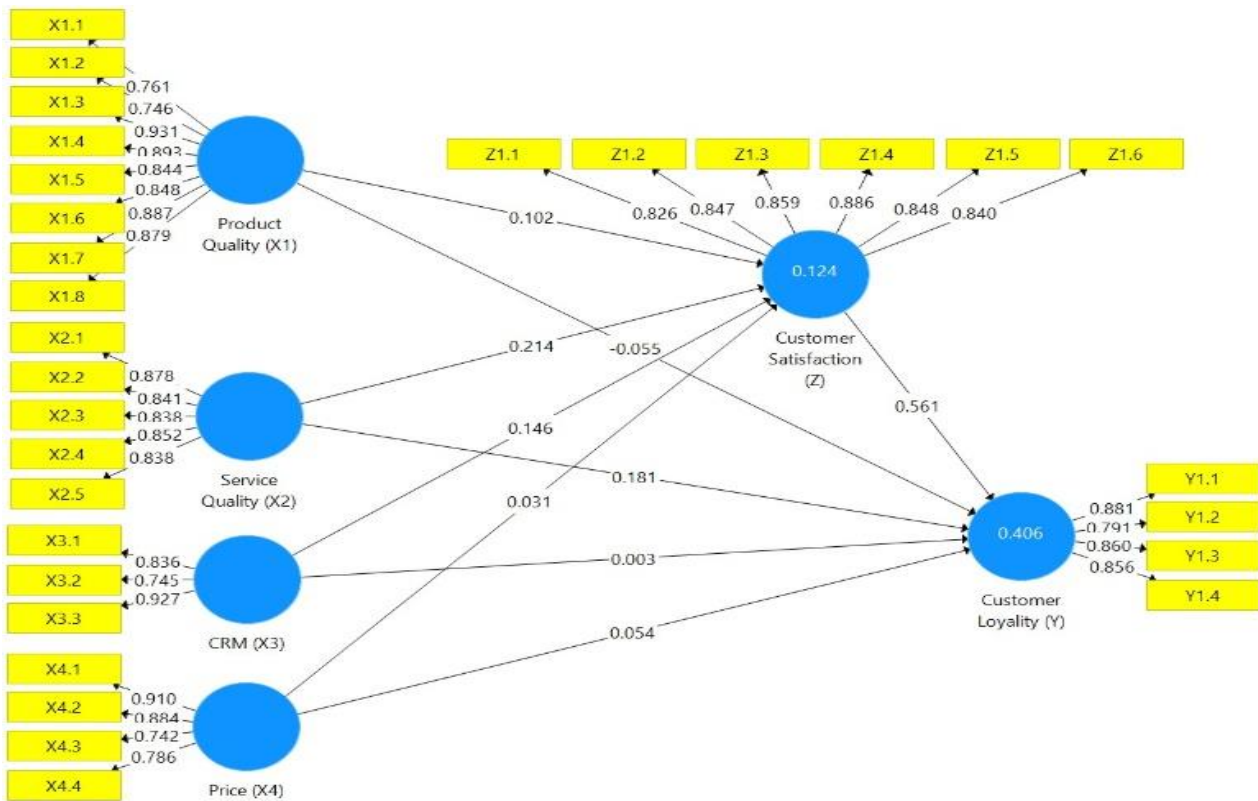 X1.1
X1.2
X1.3
X1.4
X1.5
X1.6
X1.7
X1.8
0.761
0.746
0.931
0.893
0.844
0.848
0.887
0.879
Product
Quality (X1)
X2.1
X2.2
X2.3
X2.4
X2.5
0.878
0.841
0.838
0.852
0.838
Service
Quality (X2)
X3.1
X3.2
X3.3
0.836
0.745
0.927
CRM (X3)
X4.1
X4.2
X4.3
X4.4
0.910
0.884
0.742
0.786
Price (X4)
0.102
-0.055
0.214
0.181
0.146
0.003
0.031
0.054
Z1.1
Z1.2
Z1.3
Z1.4
Z1.5
Z1.6
0.826
0.847
0.859
0.886
0.848
0.840
0.124
Customer
Satisfaction
(Z)
0.561
0.406
Customer
Loyality (Y)
0.881
0.791
0.860
0.856
Y1.1
Y1.2
Y1.3
Y1.4